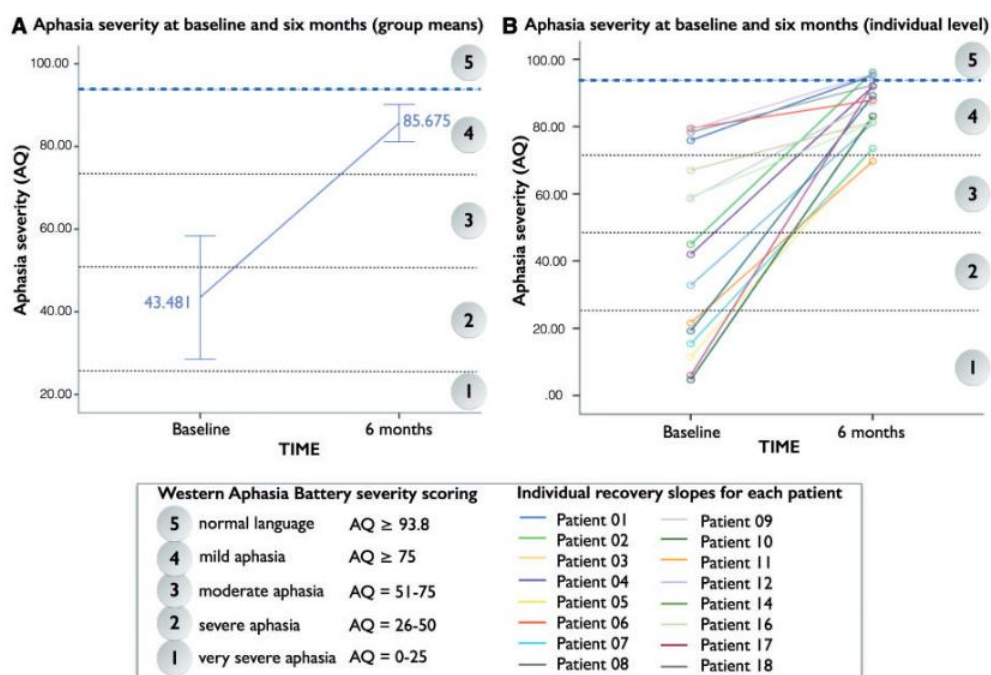 A Aphasia severity at baseline and six months (group means)
100.00
80.00
60.00
40.00
20.00
Aphasia severity (AQ)
43.481
85.675
5
4
3
2
1
Baseline
6 months
TIME
B Aphasia severity at baseline and six months (individual level)
100.00
80.00
60.00
40.00
20.00
.00
Aphasia severity (AQ)
5
4
3
2
1
Baseline
6 months
TIME
Western Aphasia Battery severity scoring
5 normal language AQ ≥ 93.8
4 mild aphasia AQ ≥ 75
3 moderate aphasia AQ = 51-75
2 severe aphasia AQ = 26-50
1 very severe aphasia AQ = 0-25
Individual recovery slopes for each patient
Patient 01
Patient 02
Patient 03
Patient 04
Patient 05
Patient 06
Patient 07
Patient 08
Patient 09
Patient 10
Patient 11
Patient 12
Patient 14
Patient 16
Patient 17
Patient 18